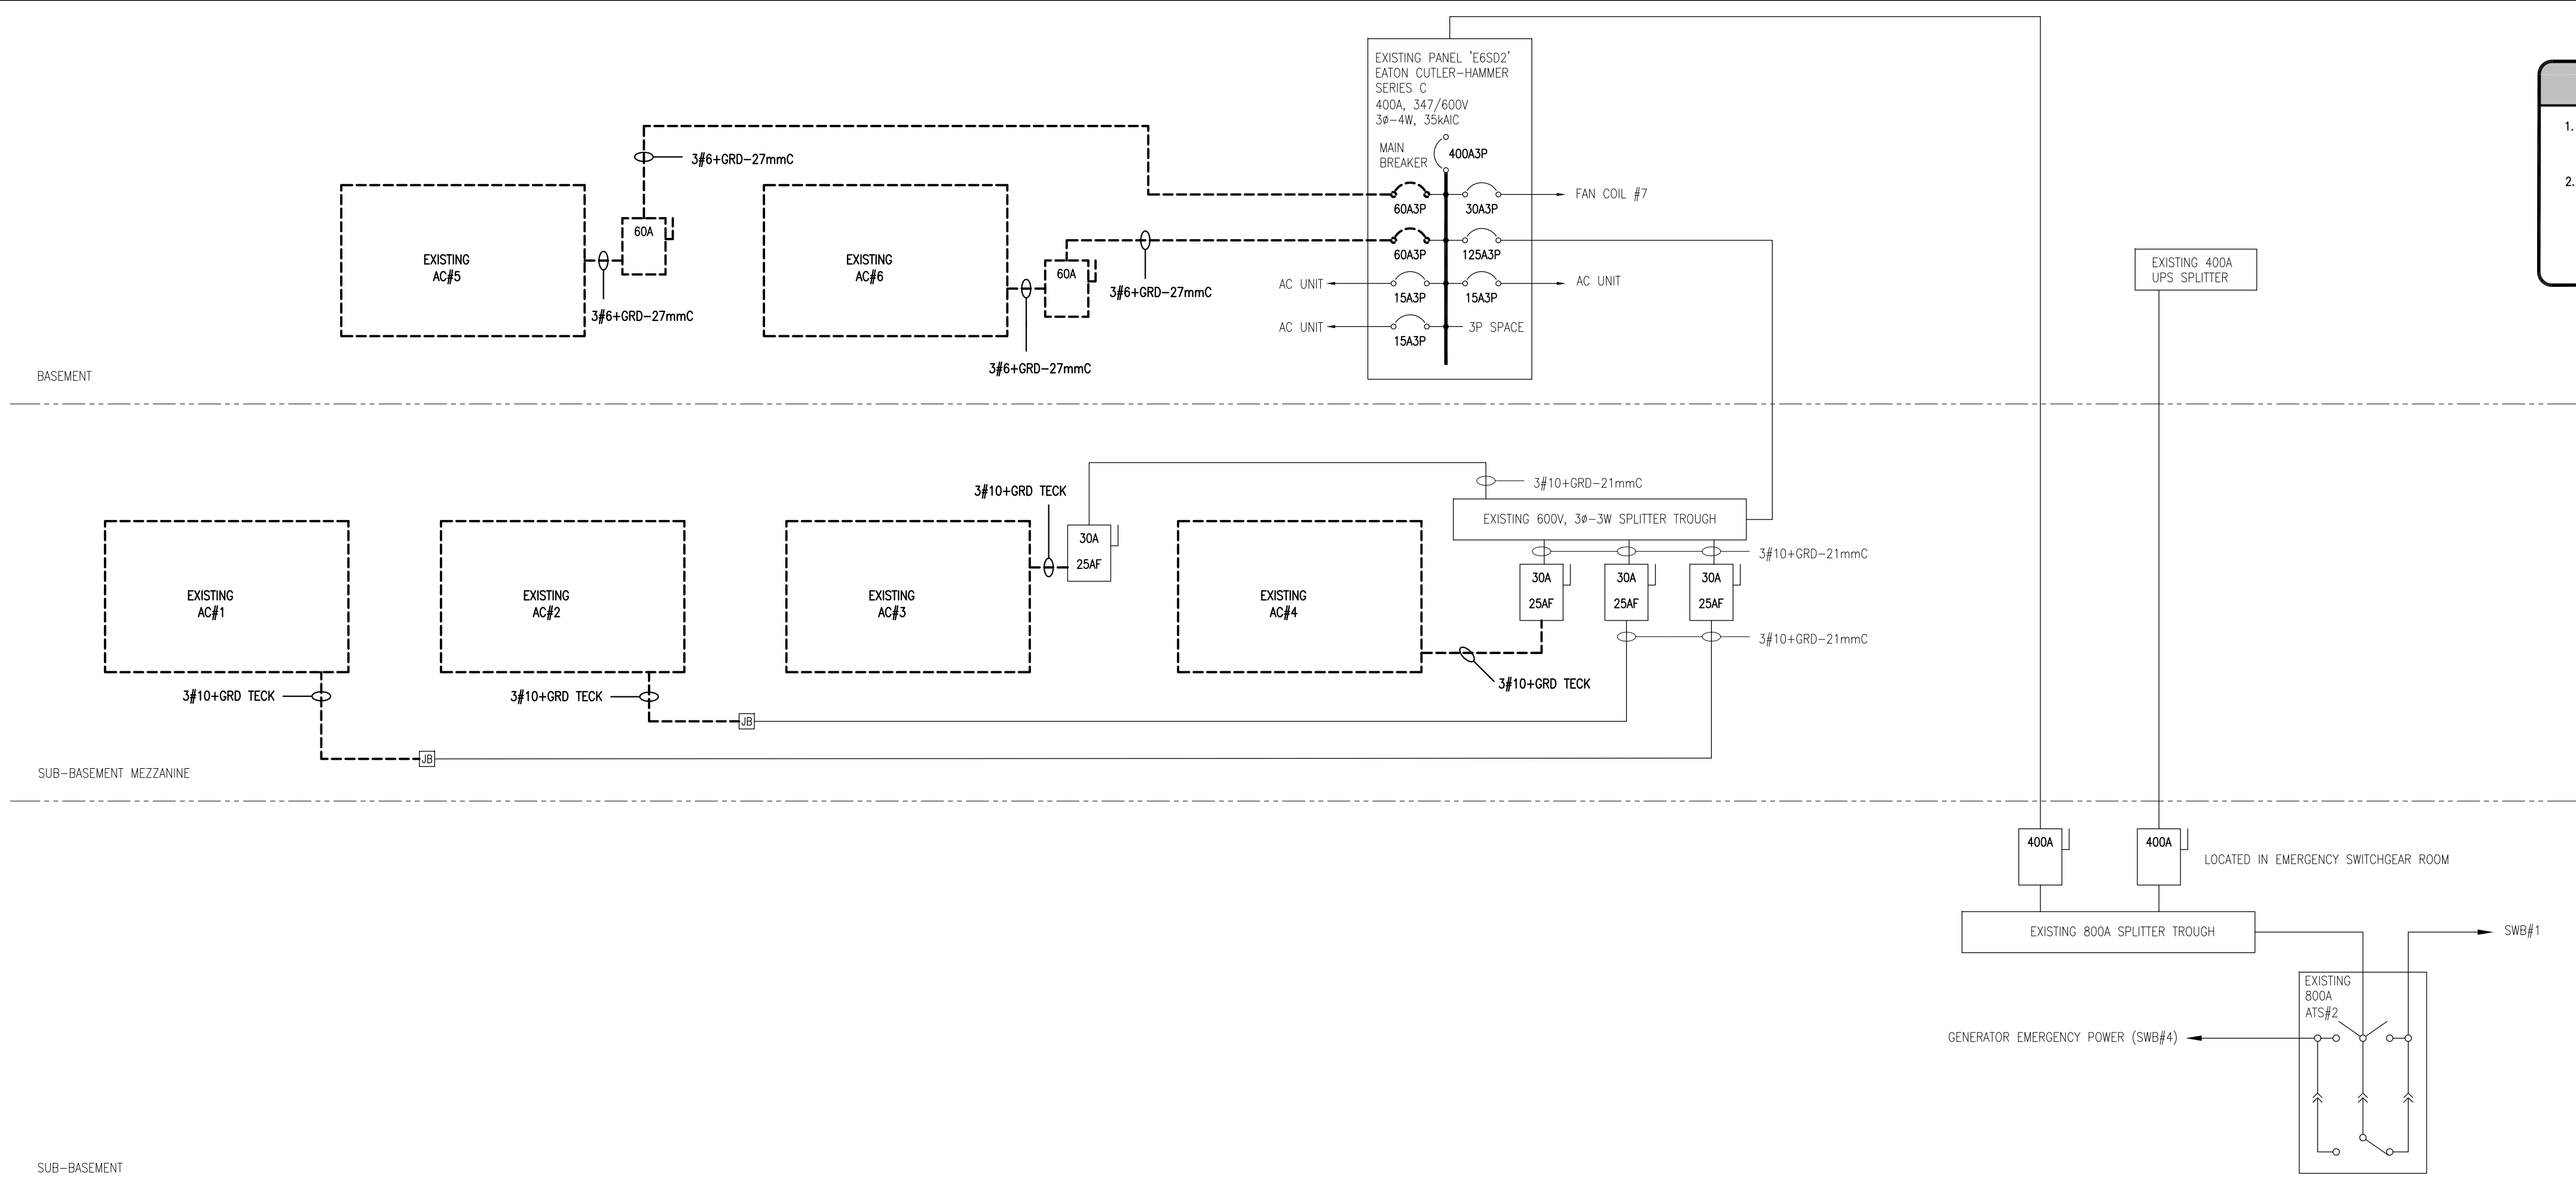 EXISTING PANEL 'E6SD2'
EATON CUTLER-HAMMER
SERIES C
400A, 347/600V
3ø-4W, 35kAIC
MAIN
BREAKER
400A3P
60A3P
30A3P
FAN COIL #7
60A3P
125A3P
AC UNIT
15A3P
15A3P
AC UNIT
AC UNIT
15A3P
3P SPACE
3#6+GRD-27mmC
60A
EXISTING
AC#5
3#6+GRD-27mmC
EXISTING
AC#6
60A
3#6+GRD-27mmC
3#6+GRD-27mmC
EXISTING 400A
UPS SPLITTER
1.
2.
BASEMENT
3#10+GRD TECK
3#10+GRD-21mmC
EXISTING 600V, 3ø-3W SPLITTER TROUGH
30A
25AF
3#10+GRD-21mmC
30A
25AF
30A
25AF
30A
25AF
EXISTING
AC#1
EXISTING
AC#2
EXISTING
AC#3
EXISTING
AC#4
3#10+GRD-21mmC
3#10+GRD TECK
3#10+GRD TECK
3#10+GRD TECK
JB
JB
SUB-BASEMENT MEZZANINE
400A
400A
LOCATED IN EMERGENCY SWITCHGEAR ROOM
EXISTING 800A SPLITTER TROUGH
SWB#1
EXISTING
800A
ATS#2
GENERATOR EMERGENCY POWER (SWB#4)
SUB-BASEMENT